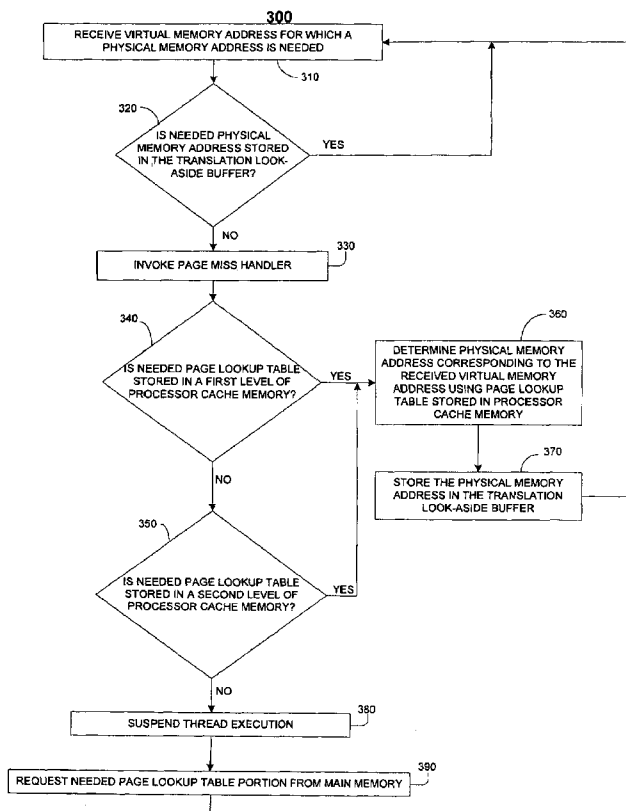 300
RECEIVE VIRTUAL MEMORY ADDRESS FOR WHICH A
PHYSICAL MEMORY ADDRESS IS NEEDED
310
320
IS NEEDED PHYSICAL
MEMORY ADDRESS STORED
IN THE TRANSLATION LOOK-
ASIDE BUFFER?
YES
NO
330
INVOKE PAGE MISS HANDLER
340
IS NEEDED PAGE LOOKUP TABLE
STORED IN A FIRST LEVEL OF
PROCESSOR CACHE MEMORY?
YES
360
DETERMINE PHYSICAL MEMORY
ADDRESS CORRESPONDING TO THE
RECEIVED VIRTUAL MEMORY
ADDRESS USING PAGE LOOKUP
TABLE STORED IN PROCESSOR
CACHE MEMORY
370
STORE THE PHYSICAL MEMORY
ADDRESS IN THE TRANSLATION
LOOK-ASIDE BUFFER
NO
350
IS NEEDED PAGE LOOKUP TABLE
STORED IN A SECOND LEVEL OF
PROCESSOR CACHE MEMORY?
YES
NO
380
SUSPEND THREAD EXECUTION
390
REQUEST NEEDED PAGE LOOKUP TABLE PORTION FROM MAIN MEMORY